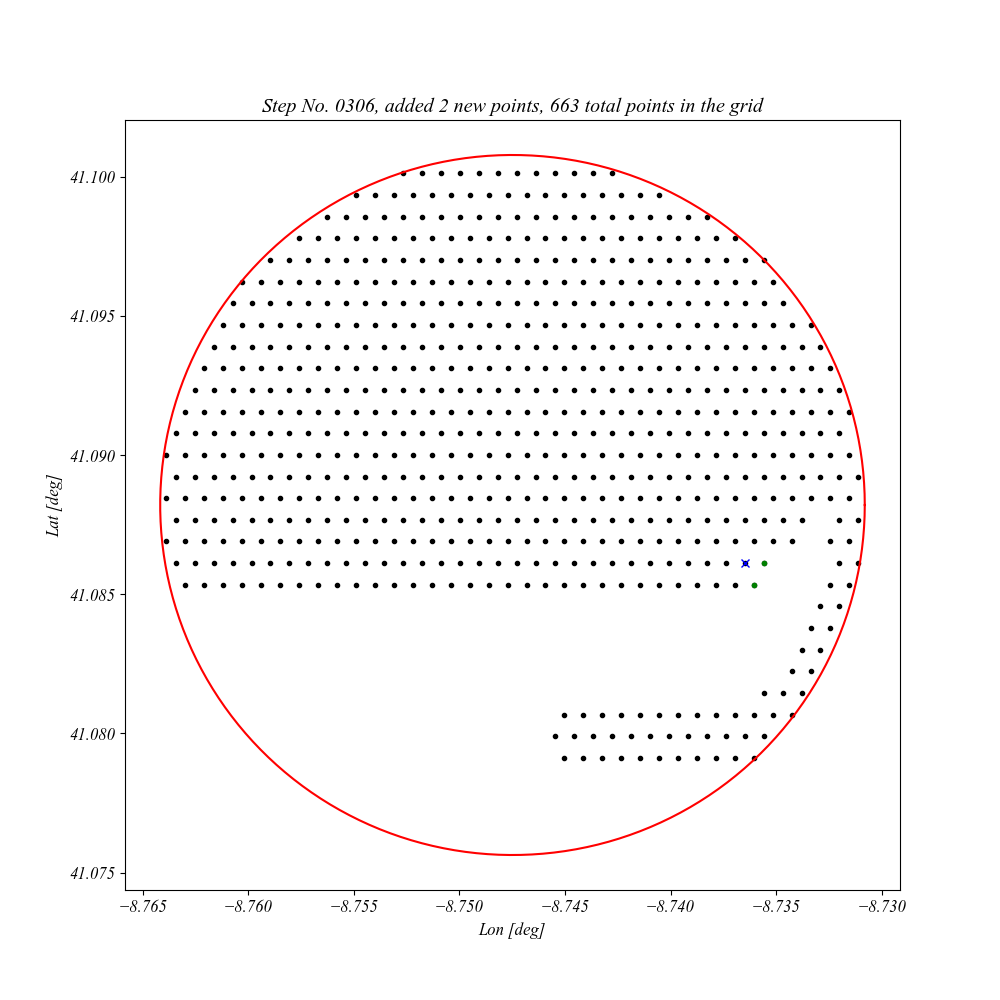 Step No. 0306, added 2 new points, 663 total points in the grid
41.100
41.095
41.090
41.085
41.080
41.075
Lat [deg]
−8.765 −8.760 −8.755 −8.750 −8.745 −8.740 −8.735 −8.730
Lon [deg]